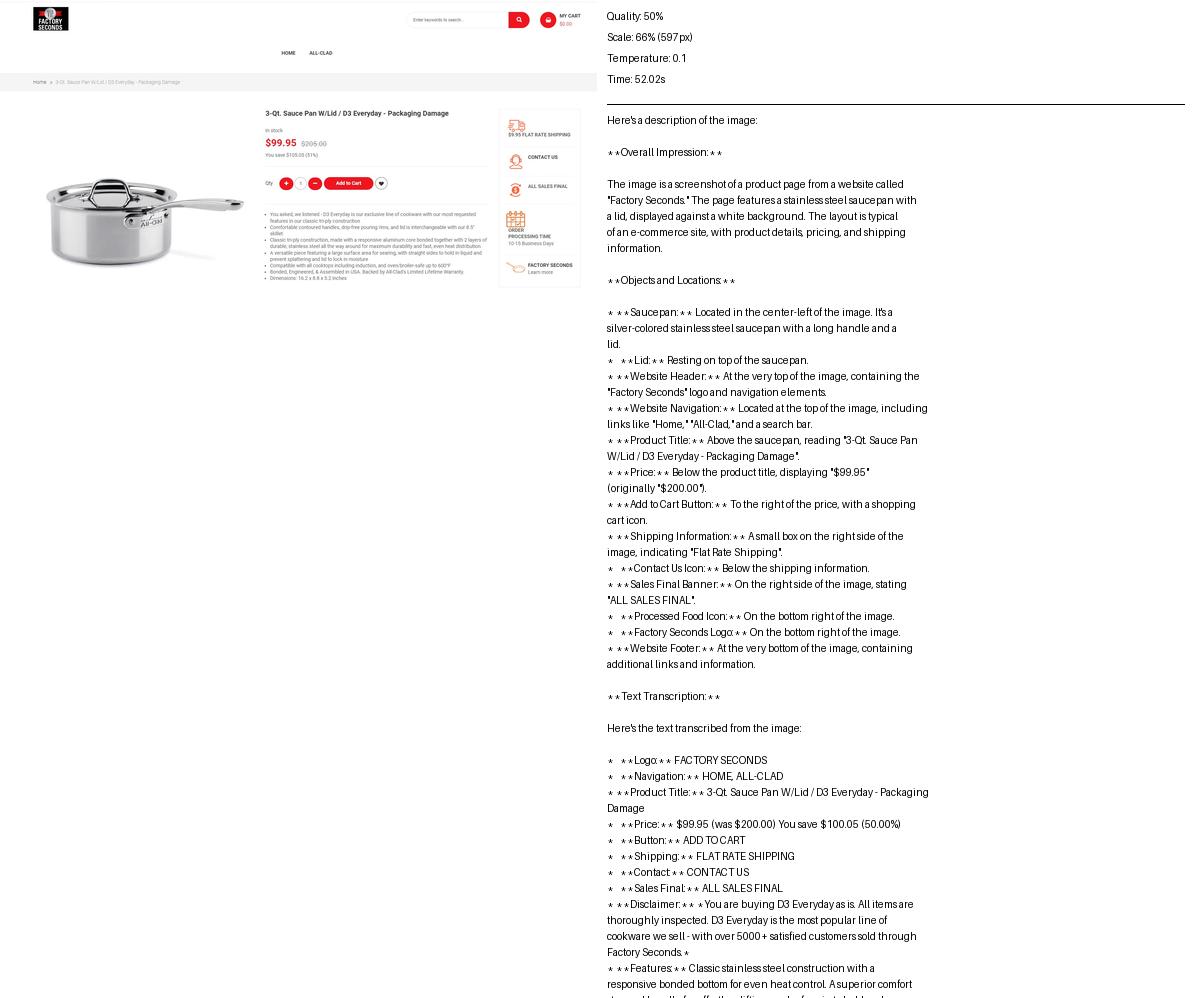 FACTORY
SECONDS
Enter keywords to search...
MY CART
$0.00
HOME
ALL-CLAD
Home » 3-Qt. Sauce Pan W/Lid / D3 Everyday - Packaging Damage
3-Qt. Sauce Pan W/Lid / D3 Everyday - Packaging Damage
In stock
$99.95 $205.00
You save $105.05 (51%)
Qty + 1 − Add to Cart
• You asked, we listened - D3 Everyday is our exclusive line of cookware with our most requested
features in our classic tri-ply construction
• Comfortable contoured handles, drip-free pouring rims, and lid is interchangeable with our 8.5"
skillet
• Classic tri-ply construction, made with a responsive aluminum core bonded together with 2 layers of
durable, stainless steel all the way around for maximum durability and fast, even heat distribution
• A versatile piece featuring a large surface area for searing, with straight sides to hold in liquid and
prevent splattering and lid to lock in moisture
• Compatible with all cooktops including induction, and oven/broiler-safe up to 600°F
• Bonded, Engineered, & Assembled in USA. Backed by All-Clad's Limited Lifetime Warranty.
• Dimensions: 16.2 x 8.8 x 5.2 inches
All-Clad
$9.95 FLAT RATE SHIPPING
CONTACT US
ALL SALES FINAL
ORDER
PROCESSING TIME
10-15 Business Days
FACTORY SECONDS
Learn more
Quality: 50%
Scale: 66% (597px)
Temperature: 0.1
Time: 52.02s
Here's a description of the image:
**Overall Impression:**
The image is a screenshot of a product page from a website called
"Factory Seconds." The page features a stainless steel saucepan with
a lid, displayed against a white background. The layout is typical
of an e-commerce site, with product details, pricing, and shipping
information.
**Objects and Locations:**
* **Saucepan:** Located in the center-left of the image. It's a
silver-colored stainless steel saucepan with a long handle and a
lid.
* **Lid:** Resting on top of the saucepan.
* **Website Header:** At the very top of the image, containing the
"Factory Seconds" logo and navigation elements.
* **Website Navigation:** Located at the top of the image, including
links like "Home," "All-Clad," and a search bar.
* **Product Title:** Above the saucepan, reading "3-Qt. Sauce Pan
W/Lid / D3 Everyday - Packaging Damage".
* **Price:** Below the product title, displaying "$99.95"
(originally "$200.00").
* **Add to Cart Button:** To the right of the price, with a shopping
cart icon.
* **Shipping Information:** A small box on the right side of the
image, indicating "Flat Rate Shipping".
* **Contact Us Icon:** Below the shipping information.
* **Sales Final Banner:** On the right side of the image, stating
"ALL SALES FINAL".
* **Processed Food Icon:** On the bottom right of the image.
* **Factory Seconds Logo:** On the bottom right of the image.
* **Website Footer:** At the very bottom of the image, containing
additional links and information.
**Text Transcription:**
Here's the text transcribed from the image:
* **Logo:** FACTORY SECONDS
* **Navigation:** HOME, ALL-CLAD
* **Product Title:** 3-Qt. Sauce Pan W/Lid / D3 Everyday - Packaging
Damage
* **Price:** $99.95 (was $200.00) You save $100.05 (50.00%)
* **Button:** ADD TO CART
* **Shipping:** FLAT RATE SHIPPING
* **Contact:** CONTACT US
* **Sales Final:** ALL SALES FINAL
* **Disclaimer:** *You are buying D3 Everyday as is. All items are
thoroughly inspected. D3 Everyday is the most popular line of
cookware we sell - with over 5000+ satisfied customers sold through
Factory Seconds.*
* **Features:** Classic stainless steel construction with a
responsive bonded bottom for even heat control. A superior comfort